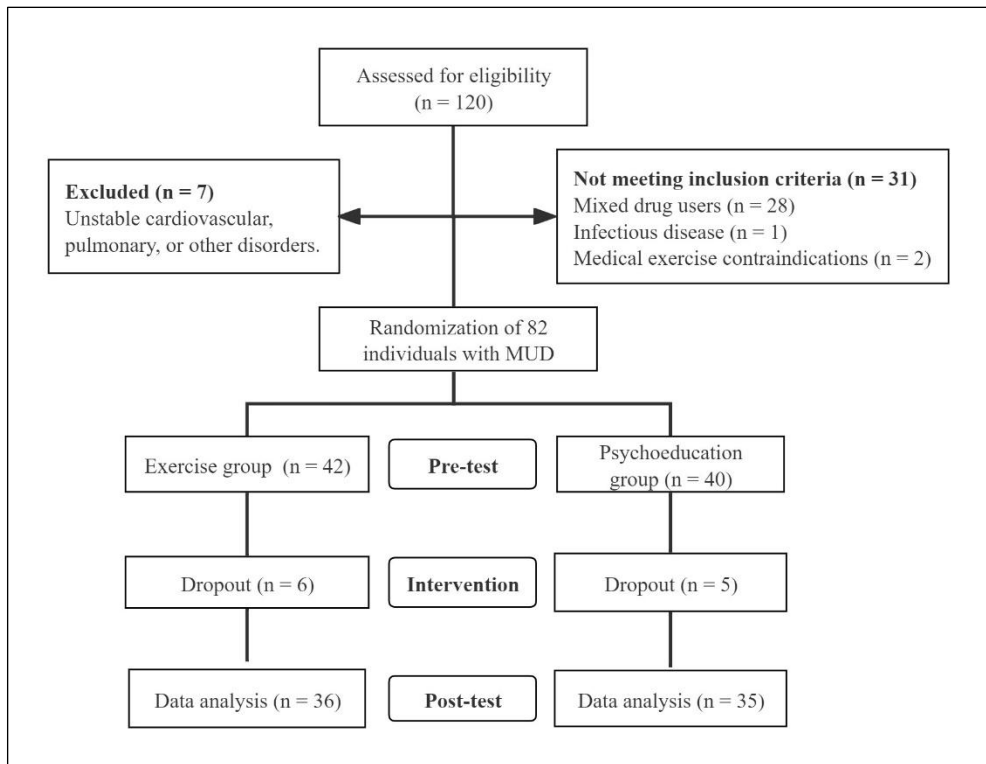 Assessed for eligibility
(n = 120)
Excluded (n = 7)
Unstable cardiovascular,
pulmonary, or other disorders.
Not meeting inclusion criteria (n = 31)
Mixed drug users (n = 28)
Infectious disease (n = 1)
Medical exercise contraindications (n = 2)
Randomization of 82
individuals with MUD
Exercise group (n = 42)
Pre-test
Psychoeducation
group (n = 40)
Dropout (n = 6)
Intervention
Dropout (n = 5)
Data analysis (n = 36)
Post-test
Data analysis (n = 35)